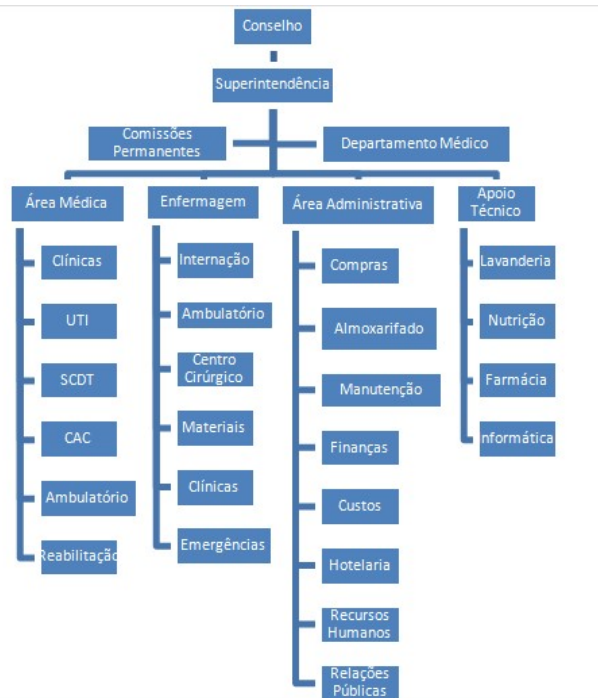 Conselho
Superintendência
Comissões
Permanentes
Departamento Médico
Área Médica
Enfermagem
Área Administrativa
Apoio
Técnico
Clínicas
UTI
SCDT
CAC
Ambulatório
Reabilitação
Internação
Ambulatório
Centro
Cirúrgico
Materiais
Clínicas
Emergências
Compras
Almoxarifado
Manutenção
Finanças
Custos
Hotelaria
Recursos
Humanos
Relações
Públicas
Lavanderia
Nutrição
Farmácia
Informática